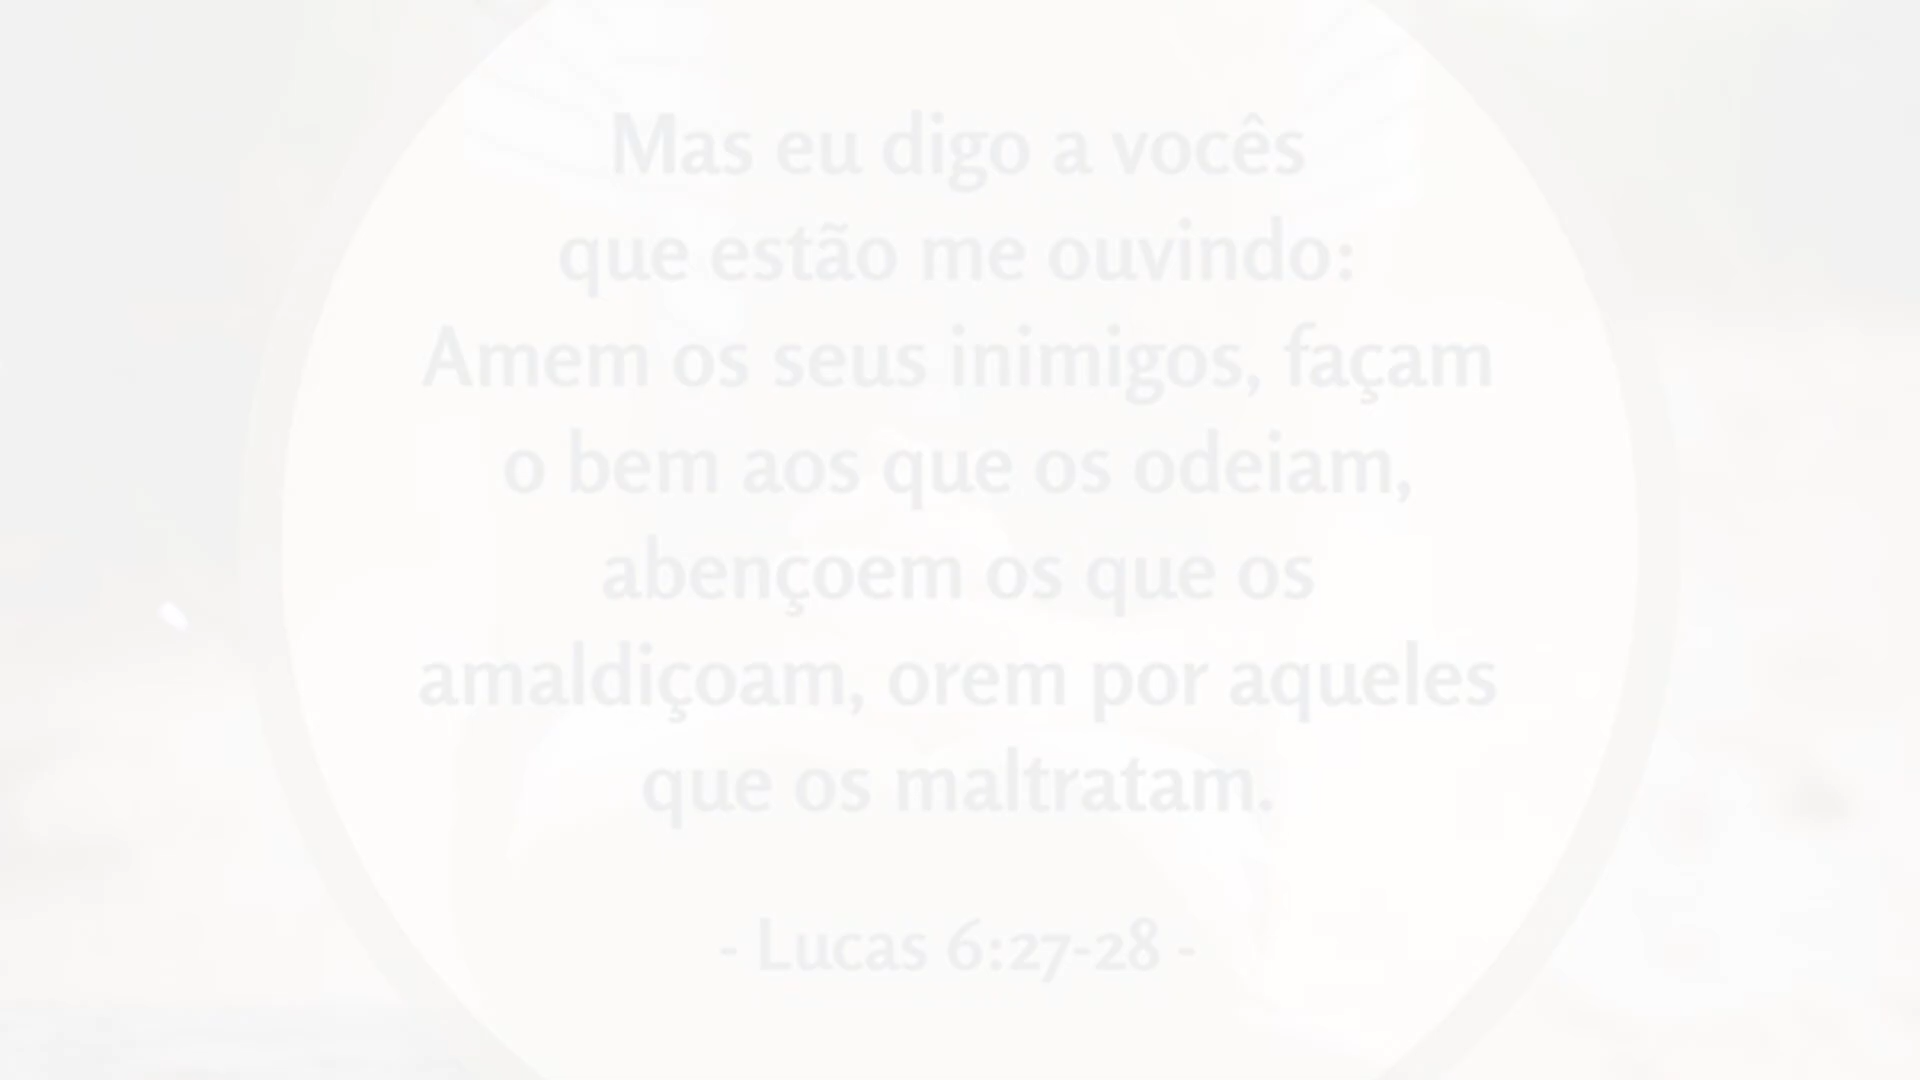 Mas eu digo a vocês
que estão me ouvindo:
Amem os seus inimigos, façam
o bem aos que os odeiam,
abençoem os que os
amaldiçoam, orem por aqueles
que os maltratam.
- Lucas 6:27-28 -